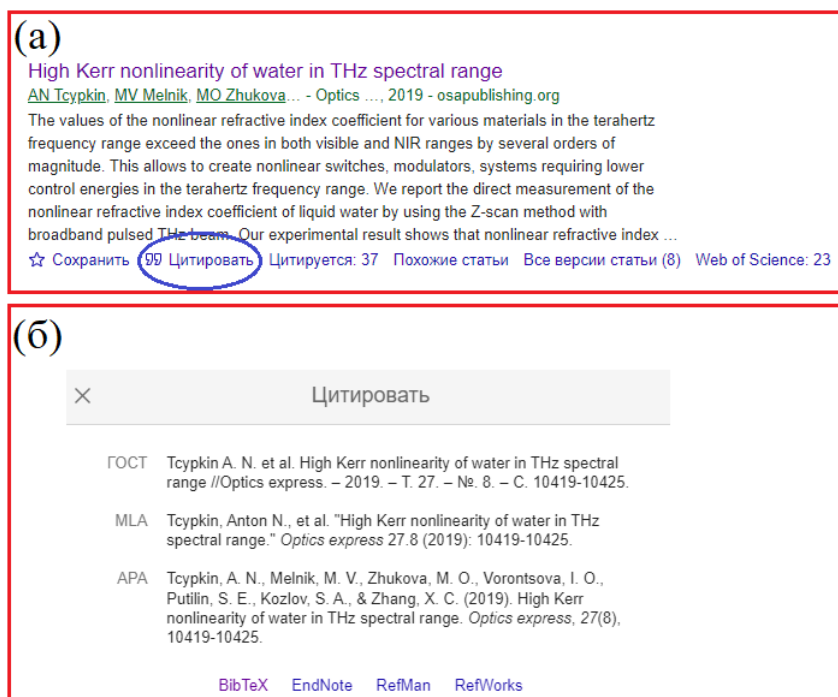 (а)
High Kerr nonlinearity of water in THz spectral range
AN Tcypkin, MV Melnik, MO Zhukova... - Optics ..., 2019 - osapublishing.org
The values of the nonlinear refractive index coefficient for various materials in the terahertz
frequency range exceed the ones in both visible and NIR ranges by several orders of
magnitude. This allows to create nonlinear switches, modulators, systems requiring lower
control energies in the terahertz frequency range. We report the direct measurement of the
nonlinear refractive index coefficient of liquid water by using the Z-scan method with
broadband pulsed THz beam. Our experimental result shows that nonlinear refractive index ...
Сохранить Цитировать Цитируется: 37 Похожие статьи Все версии статьи (8) Web of Science: 23
(б)
Цитировать
ГОСТ Tcypkin A. N. et al. High Kerr nonlinearity of water in THz spectral
range //Optics express. – 2019. – Т. 27. – №. 8. – С. 10419-10425.
MLA Tcypkin, Anton N., et al. "High Kerr nonlinearity of water in THz
spectral range." Optics express 27.8 (2019): 10419-10425.
APA Tcypkin, A. N., Melnik, M. V., Zhukova, M. O., Vorontsova, I. O.,
Putilin, S. E., Kozlov, S. A., & Zhang, X. C. (2019). High Kerr
nonlinearity of water in THz spectral range. Optics express, 27(8),
10419-10425.
BibTeX EndNote RefMan RefWorks